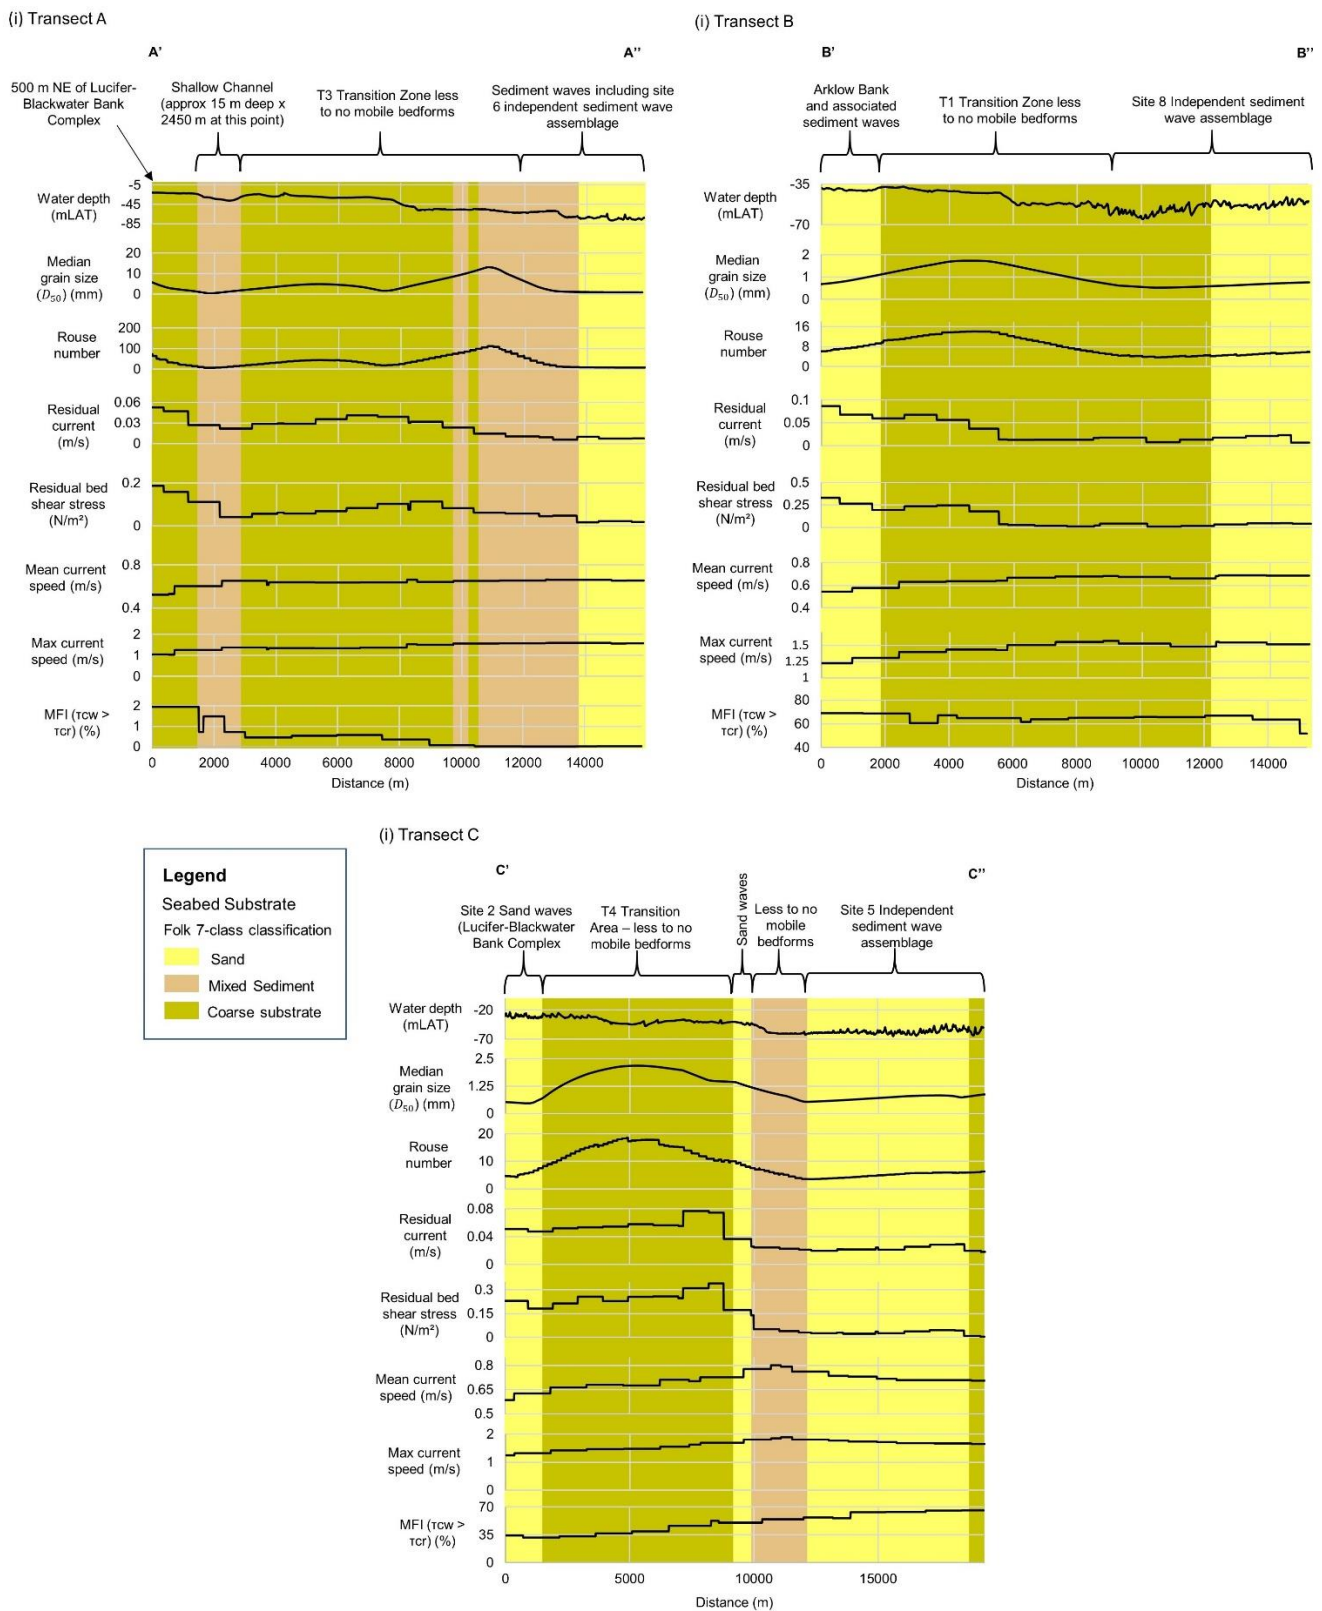 (i) Transect A
A'
A''
500 m NE of Lucifer-
Blackwater Bank
Complex
Shallow Channel
(approx 15 m deep x
2450 m at this point)
T3 Transition Zone less
to no mobile bedforms
Sediment waves including site
6 independent sediment wave
assemblage
Water depth
(mLAT)
-5
-45
-85
Median
grain size
(D50) (mm)
20
10
0
Rouse
number
200
100
0
Residual
current
(m/s)
0.06
0.03
0
Residual bed
shear stress
(N/m²)
0.2
0
Mean current
speed (m/s)
0.8
0.4
Max current
speed (m/s)
2
1
0
MFI (τcw >
τcr) (%)
2
1
0
0 2000 4000 6000 8000 10000 12000 14000
Distance (m)
(i) Transect B
B'
B''
Arklow Bank
and associated
sediment waves
T1 Transition Zone less
to no mobile bedforms
Site 8 Independent sediment
wave assemblage
Water depth
(mLAT)
-35
-70
Median
grain size
(D50) (mm)
2
1
0
Rouse
number
16
8
0
Residual
current
(m/s)
0.1
0.05
0
Residual bed
shear stress
(N/m²)
0.5
0.25
0
Mean current
speed (m/s)
0.8
0.6
0.4
Max current
speed (m/s)
1.5
1.25
1
MFI (τcw >
τcr) (%)
80
60
40
0 2000 4000 6000 8000 10000 12000 14000
Distance (m)
(i) Transect C
Legend
Seabed Substrate
Folk 7-class classification
Sand
Mixed Sediment
Coarse substrate
C'
C''
Site 2 Sand waves
(Lucifer-Blackwater
Bank Complex
T4 Transition
Area – less to no
mobile bedforms
Sand waves
Less to no
mobile
bedforms
Site 5 Independent
sediment wave
assemblage
Water depth
(mLAT)
-20
-70
Median
grain size
(D50) (mm)
2.5
1.25
0
Rouse
number
20
10
0
Residual
current
(m/s)
0.08
0.04
0
Residual bed
shear stress
(N/m²)
0.3
0.15
0
Mean current
speed (m/s)
0.8
0.65
0.5
Max current
speed (m/s)
2
1
0
MFI (τcw >
τcr) (%)
70
35
0
0 5000 10000 15000
Distance (m)